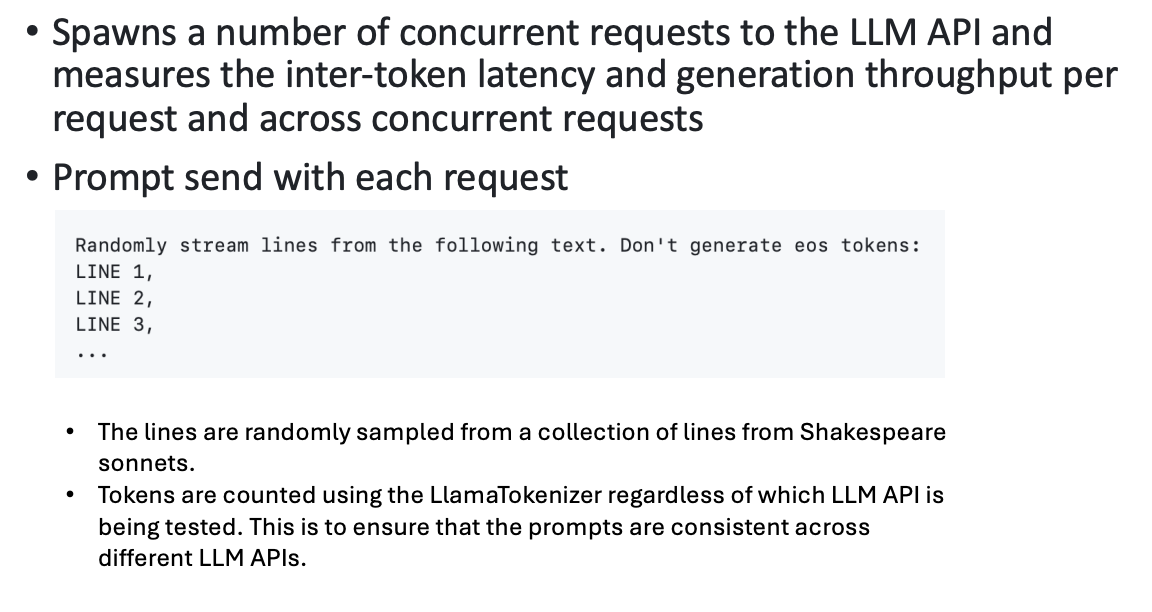 • Spawns a number of concurrent requests to the LLM API and
measures the inter-token latency and generation throughput per
request and across concurrent requests
• Prompt send with each request
Randomly stream lines from the following text. Don't generate eos tokens:
LINE 1,
LINE 2,
LINE 3,
...
• The lines are randomly sampled from a collection of lines from Shakespeare
sonnets.
• Tokens are counted using the LlamaTokenizer regardless of which LLM API is
being tested. This is to ensure that the prompts are consistent across
different LLM APIs.